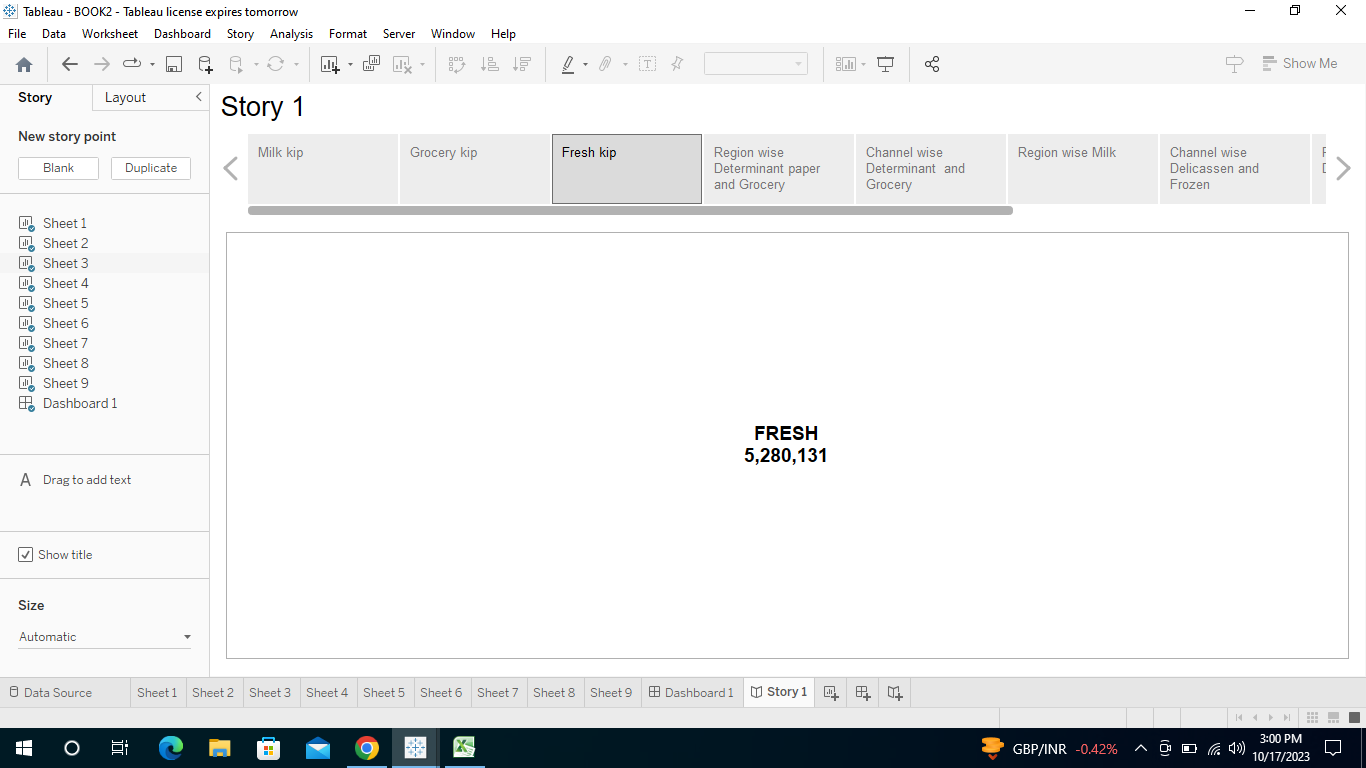 Tableau - BOOK2 - Tableau license expires tomorrow
File Data Worksheet Dashboard Story Analysis Format Server Window Help
Show Me
Story Layout
New story point
Blank Duplicate
Sheet 1
Sheet 2
Sheet 3
Sheet 4
Sheet 5
Sheet 6
Sheet 7
Sheet 8
Sheet 9
Dashboard 1
A Drag to add text
Show title
Size
Automatic
Story 1
Milk kip
Grocery kip
Fresh kip
Region wise
Determinant paper
and Grocery
Channel wise
Determinant and
Grocery
Region wise Milk
Channel wise
Delicassen and
Frozen
FRESH
5,280,131
Data Source Sheet 1 Sheet 2 Sheet 3 Sheet 4 Sheet 5 Sheet 6 Sheet 7 Sheet 8 Sheet 9 Dashboard 1 Story 1
GBP/INR -0.42%
3:00 PM
10/17/2023